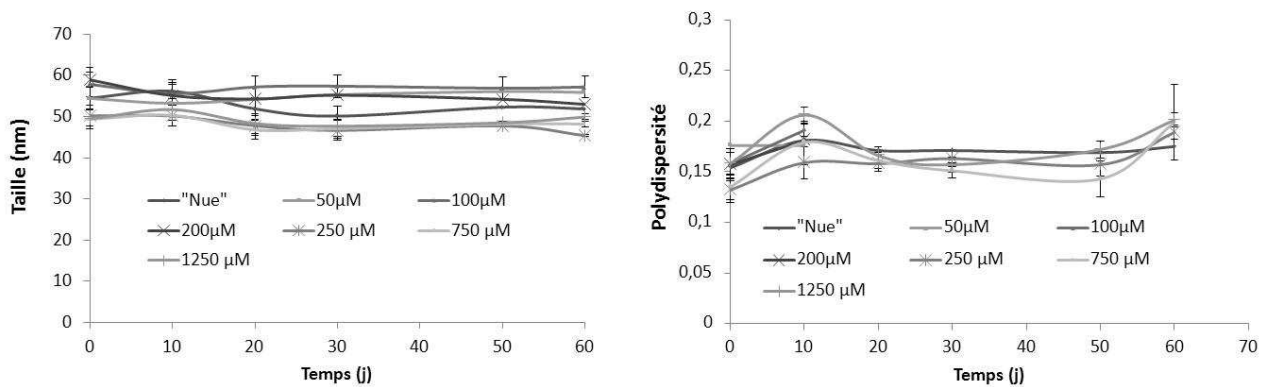 70
60
50
40
30
20
10
0
Taille (nm)
"Nue" 50µM 100µM
200µM 250 µM 750 µM
1250 µM
0 10 20 30 40 50 60
Temps (j)
0,3
0,25
0,2
0,15
0,1
0,05
0
Polydispersité
"Nue" 50µM 100µM
200µM 250 µM 750 µM
1250 µM
0 10 20 30 40 50 60 70
Temps (j)